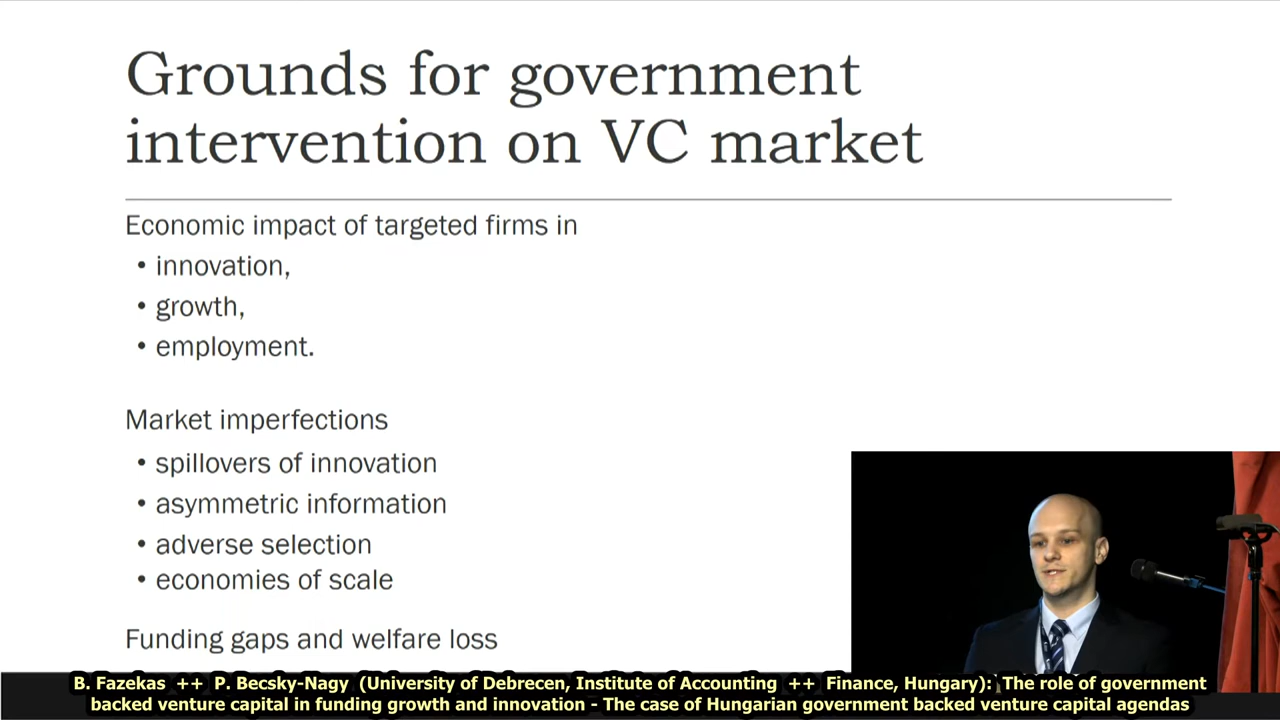 Grounds for government
intervention on VC market
Economic impact of targeted firms in
• innovation,
• growth,
• employment.
Market imperfections
• spillovers of innovation
• asymmetric information
• adverse selection
• economies of scale
Funding gaps and welfare loss
B. Fazekas ++ P. Becsky-Nagy (University of Debrecen, Institute of Accounting ++ Finance, Hungary): The role of government
backed venture capital in funding growth and innovation - The case of Hungarian government backed venture capital agendas